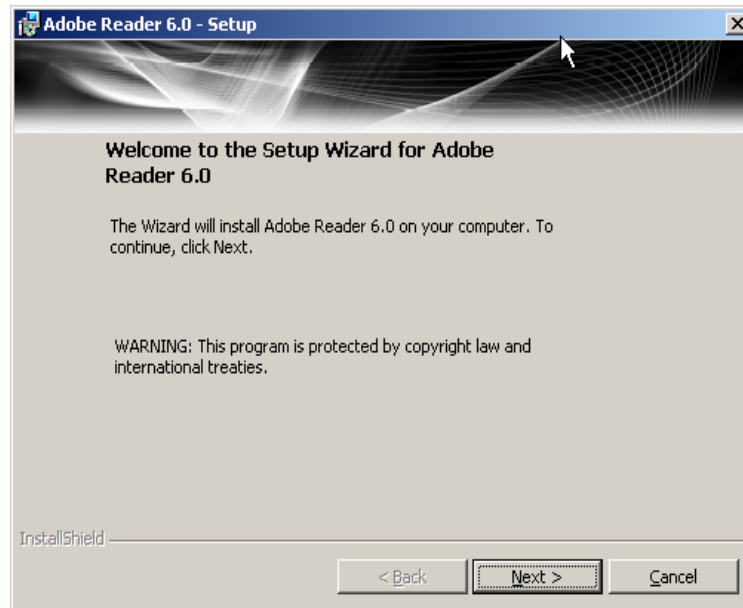 Adobe Reader 6.0 - Setup
Welcome to the Setup Wizard for Adobe
Reader 6.0
The Wizard will install Adobe Reader 6.0 on your computer. To
continue, click Next.
WARNING: This program is protected by copyright law and
international treaties.
InstallShield
< Back
Next >
Cancel